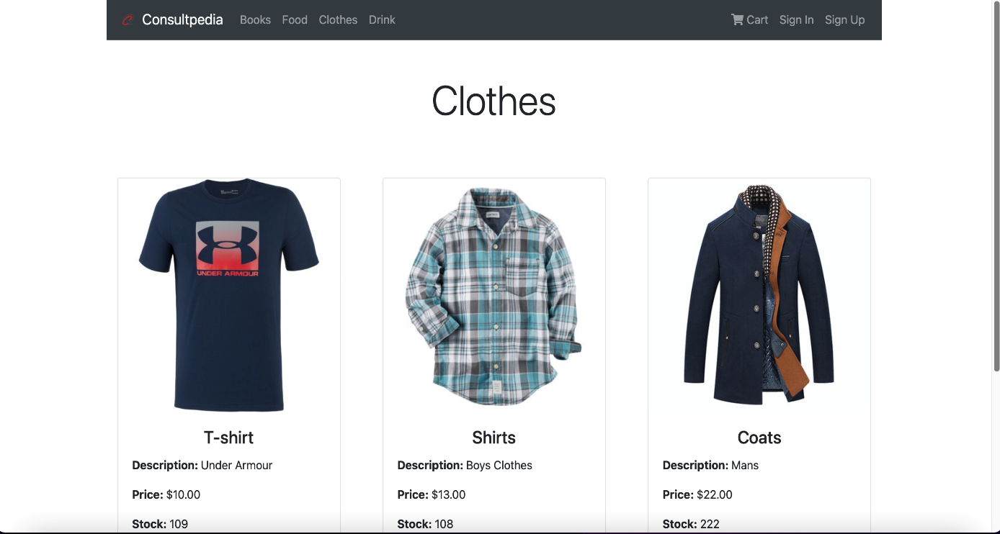 Consultpedia Books Food Clothes Drink Cart Sign In Sign Up
Clothes
UNDER ARMOUR
T-shirt
Description: Under Armour
Price: $10.00
Stock: 109
Shirts
Description: Boys Clothes
Price: $13.00
Stock: 108
Coats
Description: Mans
Price: $22.00
Stock: 222